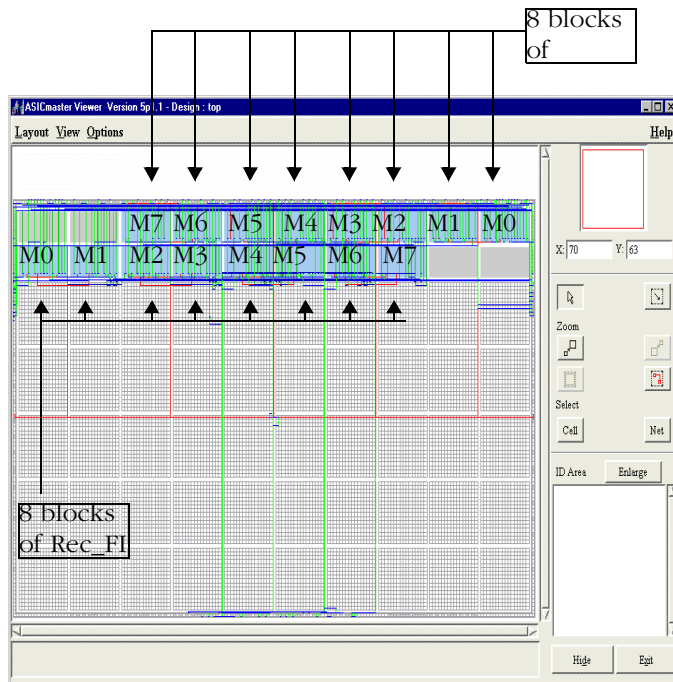 8 blocks
of
ASICmaster Viewer Version 5p1.1 - Design : top
Layout View Options Help
M7 M6 M5 M4 M3 M2 M1 M0
M0 M1 M2 M3 M4 M5 M6 M7
X: 70 Y: 63
Zoom
Select
Cell Net
ID Area Enlarge
8 blocks
of Rec_FI
Hide Exit